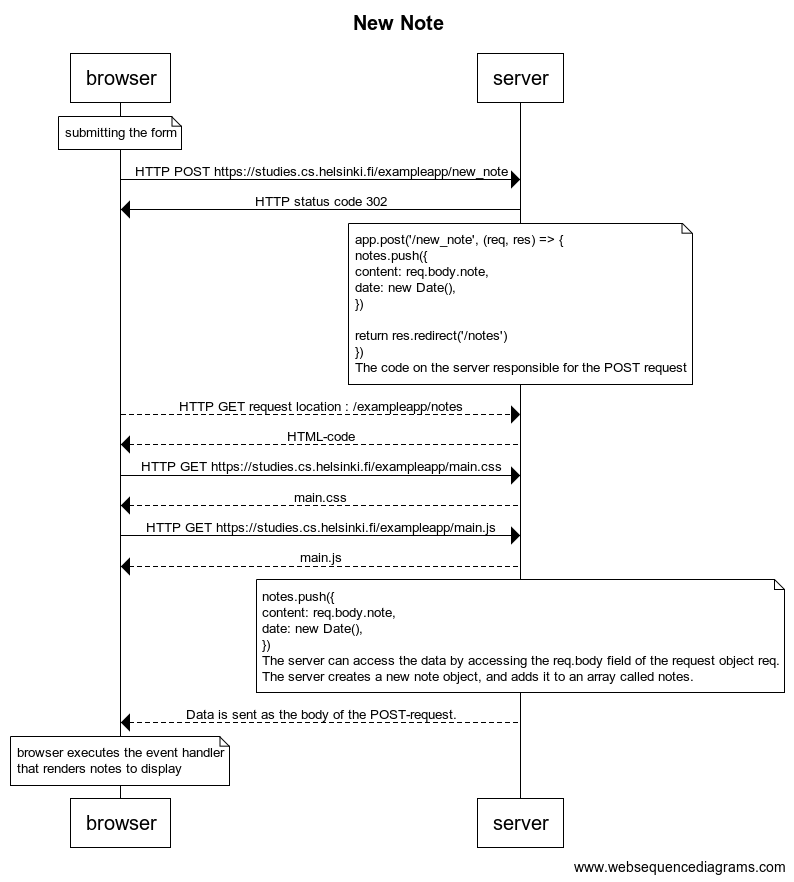 New Note
browser
server
submitting the form
HTTP POST https://studies.cs.helsinki.fi/exampleapp/new_note
HTTP status code 302
app.post('/new_note', (req, res) => {
notes.push({
content: req.body.note,
date: new Date(),
})
return res.redirect('/notes')
})
The code on the server responsible for the POST request
HTTP GET request location : /exampleapp/notes
HTML-code
HTTP GET https://studies.cs.helsinki.fi/exampleapp/main.css
main.css
HTTP GET https://studies.cs.helsinki.fi/exampleapp/main.js
main.js
notes.push({
content: req.body.note,
date: new Date(),
})
The server can access the data by accessing the req.body field of the request object req.
The server creates a new note object, and adds it to an array called notes.
Data is sent as the body of the POST-request.
browser executes the event handler
that renders notes to display
browser
server
www.websequencediagrams.com